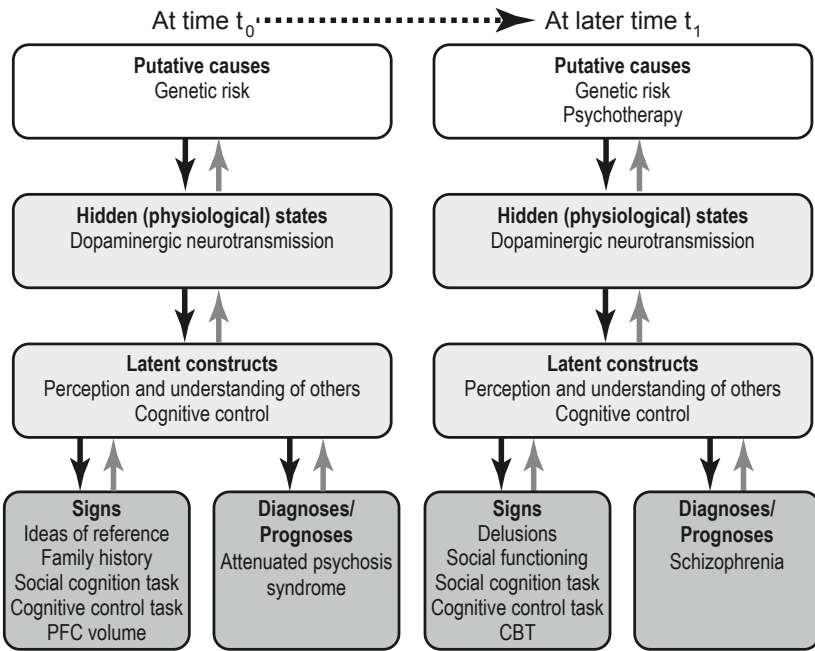 At time t0
At later time t1
Putative causes
Genetic risk
Putative causes
Genetic risk
Psychotherapy
Hidden (physiological) states
Dopaminergic neurotransmission
Hidden (physiological) states
Dopaminergic neurotransmission
Latent constructs
Perception and understanding of others
Cognitive control
Latent constructs
Perception and understanding of others
Cognitive control
Signs
Ideas of reference
Family history
Social cognition task
Cognitive control task
PFC volume
Diagnoses/
Prognoses
Attenuated psychosis
syndrome
Signs
Delusions
Social functioning
Social cognition task
Cognitive control task
CBT
Diagnoses/
Prognoses
Schizophrenia